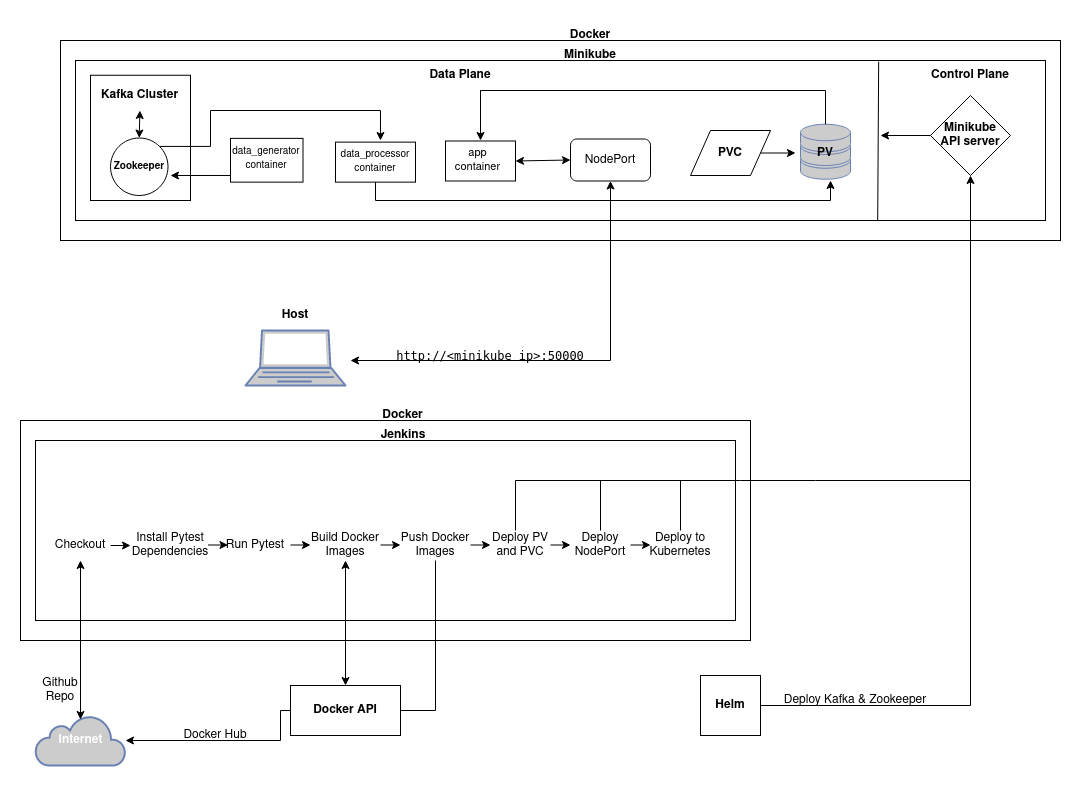 Docker
Minikube
Data Plane
Control Plane
Kafka Cluster
Zookeeper
data_generator
container
data_processor
container
app
container
NodePort
PVC
PV
Minikube
API server
Host
http://<minikube ip>:50000
Docker
Jenkins
Checkout
Install Pytest
Dependencies
Run Pytest
Build Docker
Images
Push Docker
Images
Deploy PV
and PVC
Deploy
NodePort
Deploy to
Kubernetes
Github
Repo
Internet
Docker Hub
Docker API
Helm
Deploy Kafka & Zookeeper